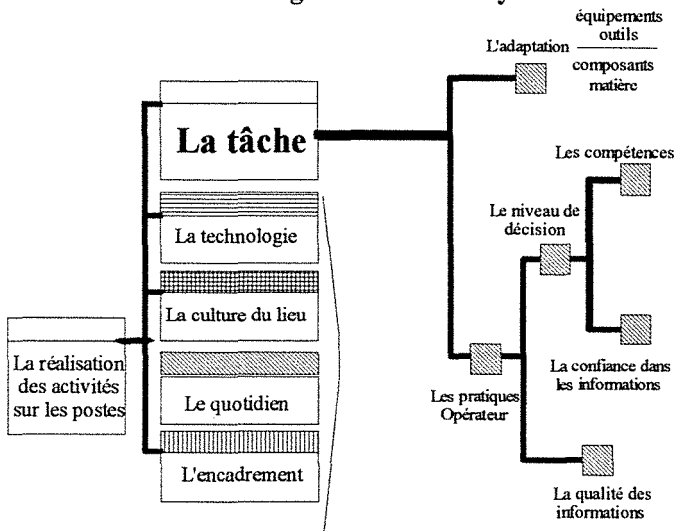 équipements
outils
L'adaptation
composants
matière
La tâche
Les compétences
Le niveau de
décision
La technologie
La culture du lieu
La réalisation
des activités
sur les postes
Le quotidien
L'encadrement
Les pratiques
Opérateur
La confiance dans
les informations
La qualité des
informations